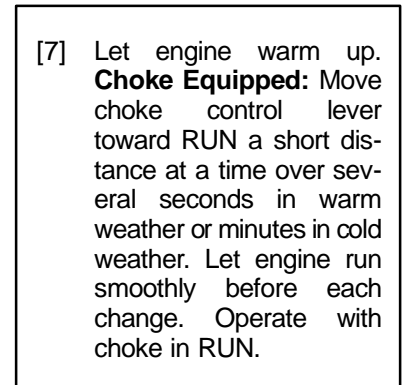 [7] Let engine warm up.
Choke Equipped: Move
choke control lever
toward RUN a short dis-
tance at a time over sev-
eral seconds in warm
weather or minutes in cold
weather. Let engine run
smoothly before each
change. Operate with
choke in RUN.